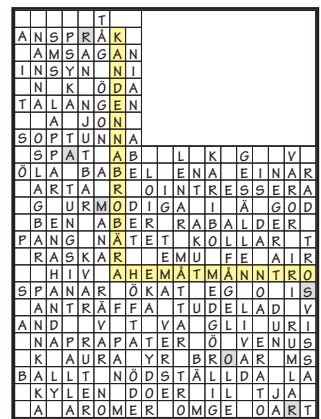 T
ANSPRÅK
AMSAGAN
INSYN NI
N K ÖDN
TALANGEN
A JON
SOPTUNNA
SPAT B L K G V
ÖLA BABEL ENA EINAR
ARTA R OINTRESSERA
G URMODIGA I Ä GOD
BEN ABER RABALDER
PANG NÄTET KOLLAR T
RASKAR EMU FE AIR
HIV AHEMÅTMÅNNTRO
SPANAR ÖKAT EG O IS
ANTRÄFFA TUDELAD V
AND V T VA GLI URI
NAPRAPATER Ö VENUS
K AURA YR BROAR MS
BALLT NÖDSTÄLLDA LA
KYLEN DOER IL TJA
A AROMER OMGE OART